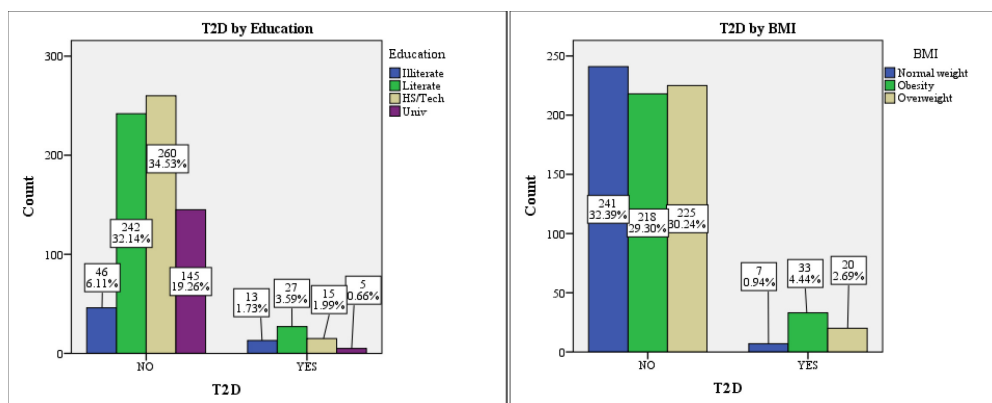 T2D by Education
Education
Illiterate
Literate
HS/Tech
Univ
Count
300
200
100
0
46
6.11%
242
32.14%
260
34.53%
145
19.26%
13
1.73%
27
3.59%
15
1.99%
5
0.66%
NO
YES
T2D
T2D by BMI
BMI
Normal weight
Obesity
Overweight
Count
250
200
150
100
50
0
241
32.39%
218
29.30%
225
30.24%
7
0.94%
33
4.44%
20
2.69%
NO
YES
T2D